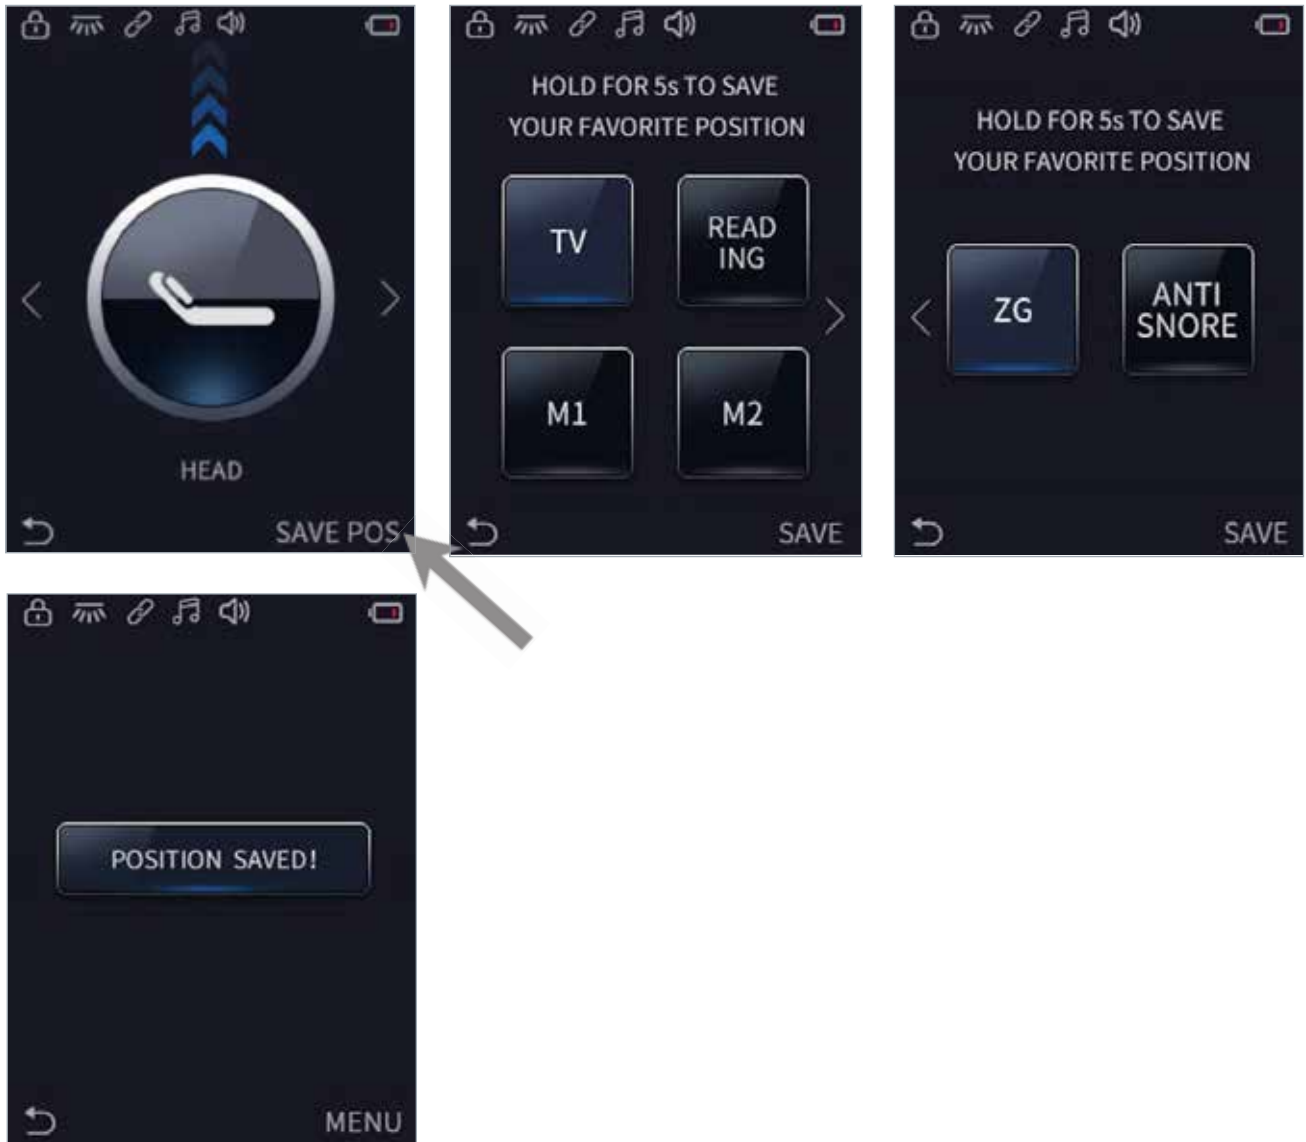 HEAD
SAVE POS
HOLD FOR 5s TO SAVE
YOUR FAVORITE POSITION
TV
READ
ING
M1
M2
SAVE
HOLD FOR 5s TO SAVE
YOUR FAVORITE POSITION
ZG
ANTI
SNORE
SAVE
POSITION SAVED!
MENU